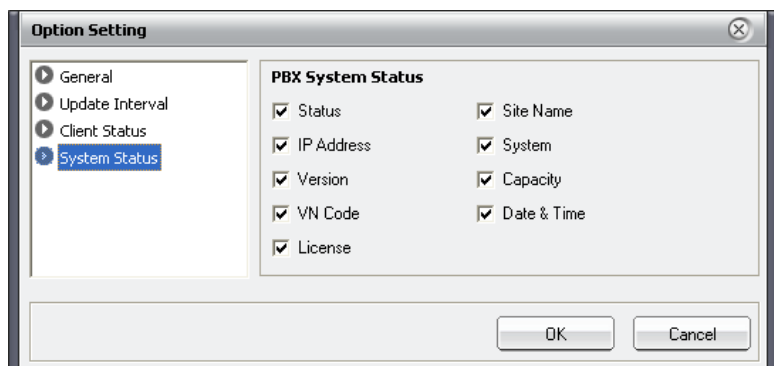 Option Setting
General
Update Interval
Client Status
System Status
PBX System Status
Status
Site Name
IP Address
System
Version
Capacity
VN Code
Date & Time
License
OK
Cancel